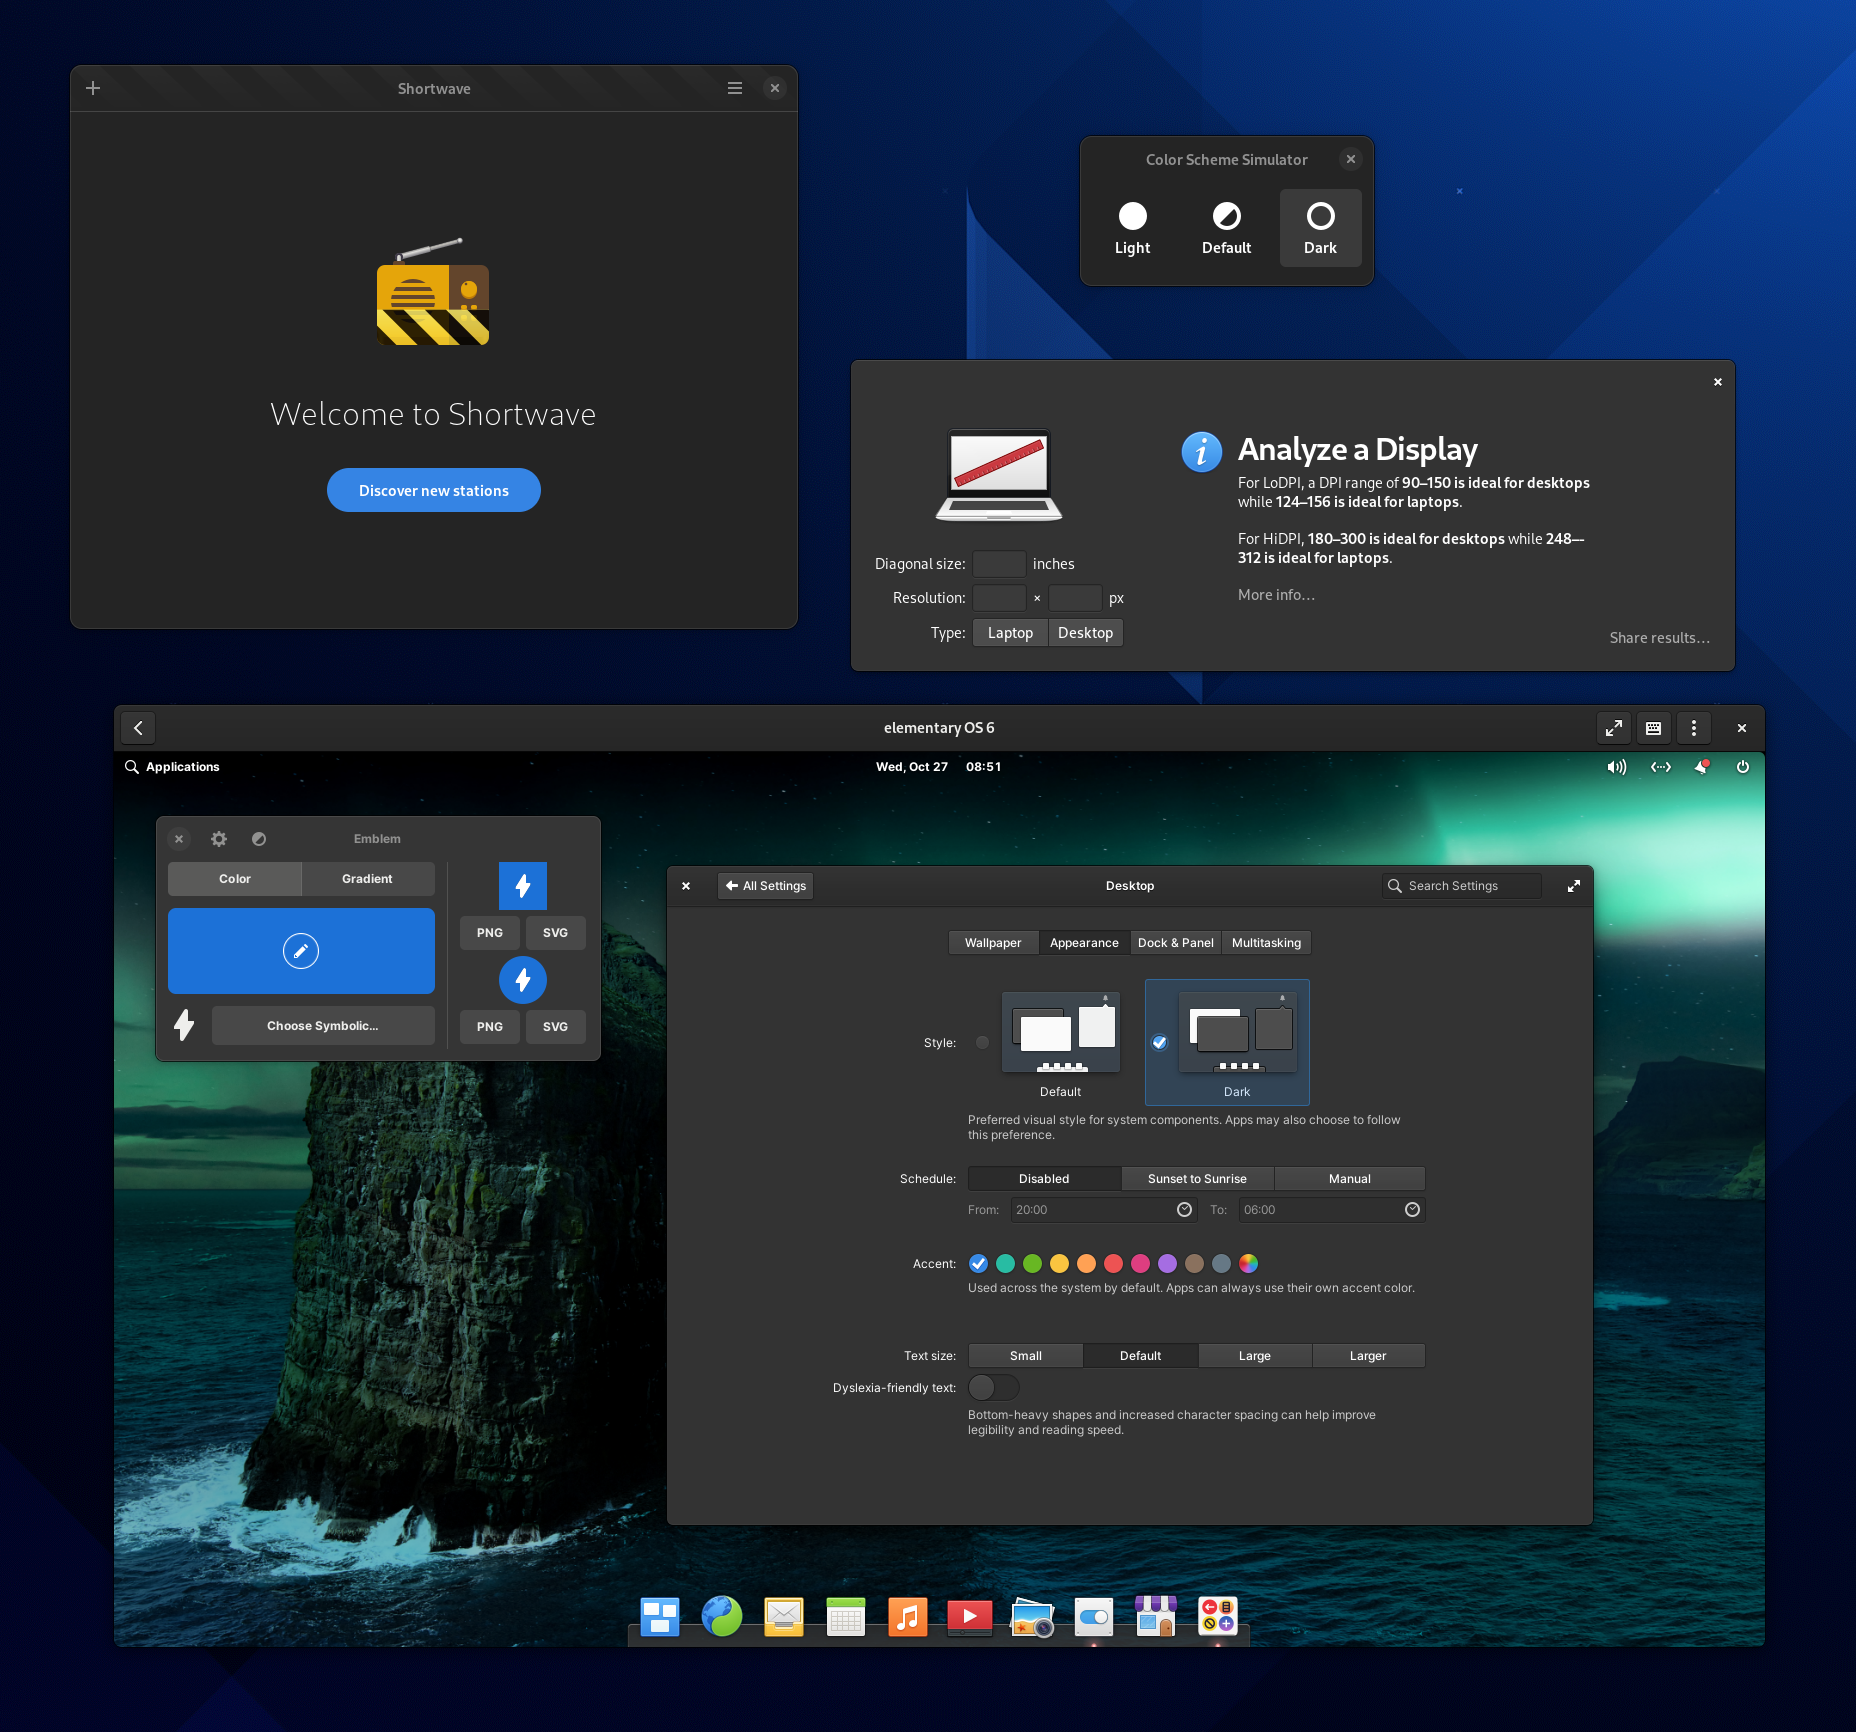 Shortwave
Welcome to Shortwave
Discover new stations
Color Scheme Simulator
Light
Default
Dark
Analyze a Display
For LoDPI, a DPI range of 90–150 is ideal for desktops
while 124–156 is ideal for laptops.
For HiDPI, 180–300 is ideal for desktops while 248–
312 is ideal for laptops.
More info…
Share results…
Diagonal size: inches
Resolution: × px
Type: Laptop Desktop
elementary OS 6
Applications
Wed, Oct 27 08:51
Emblem
Color Gradient
Choose Symbolic...
PNG SVG
PNG SVG
All Settings
Desktop
Search Settings
Wallpaper Appearance Dock & Panel Multitasking
Style:
Default
Dark
Preferred visual style for system components. Apps may also choose to follow
this preference.
Schedule: Disabled Sunset to Sunrise Manual
From: 20:00 To: 06:00
Accent:
Used across the system by default. Apps can always use their own accent color.
Text size: Small Default Large Larger
Dyslexia-friendly text:
Bottom-heavy shapes and increased character spacing can help improve
legibility and reading speed.